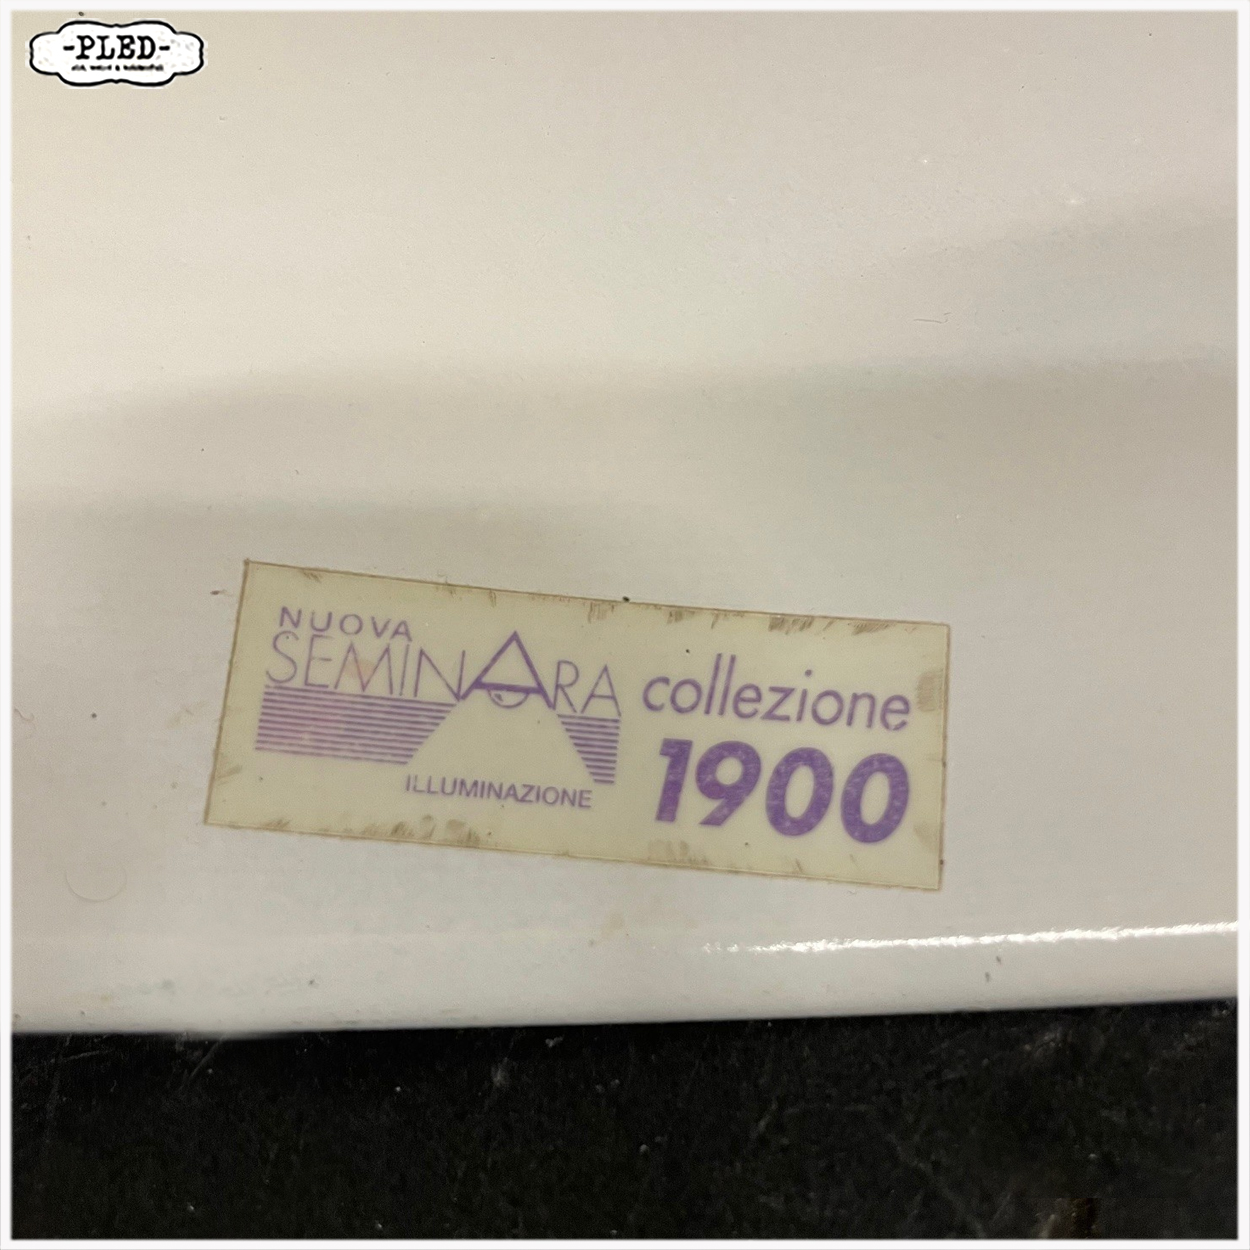 -PLED-
NUOVA
SEMINARA
ILLUMINAZIONE
collezione
1900